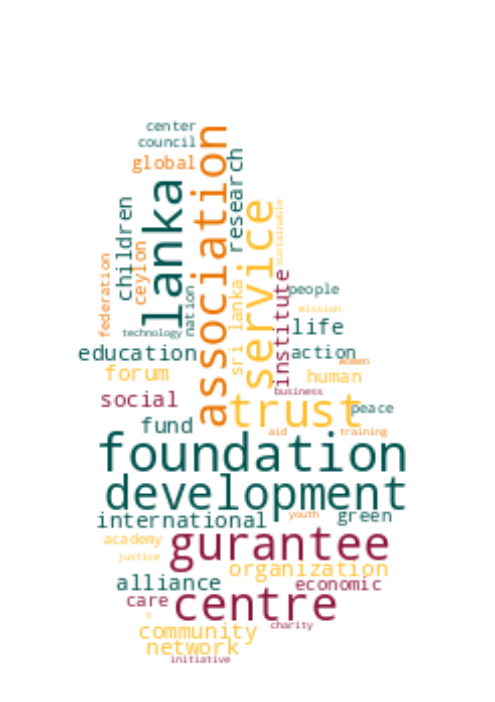 center
council
global
association
research
lanka
children
service
sustainable
ceylon
federation
nation
sri lanka
institute
people
mission
technology
life
education
action
women
forum
human
business
social
trust
peace
fund
aid
training
foundation
development
international
youth
green
gurantee
academy
justice
organization
alliance
economic
care
centre
community
charity
network
initiative